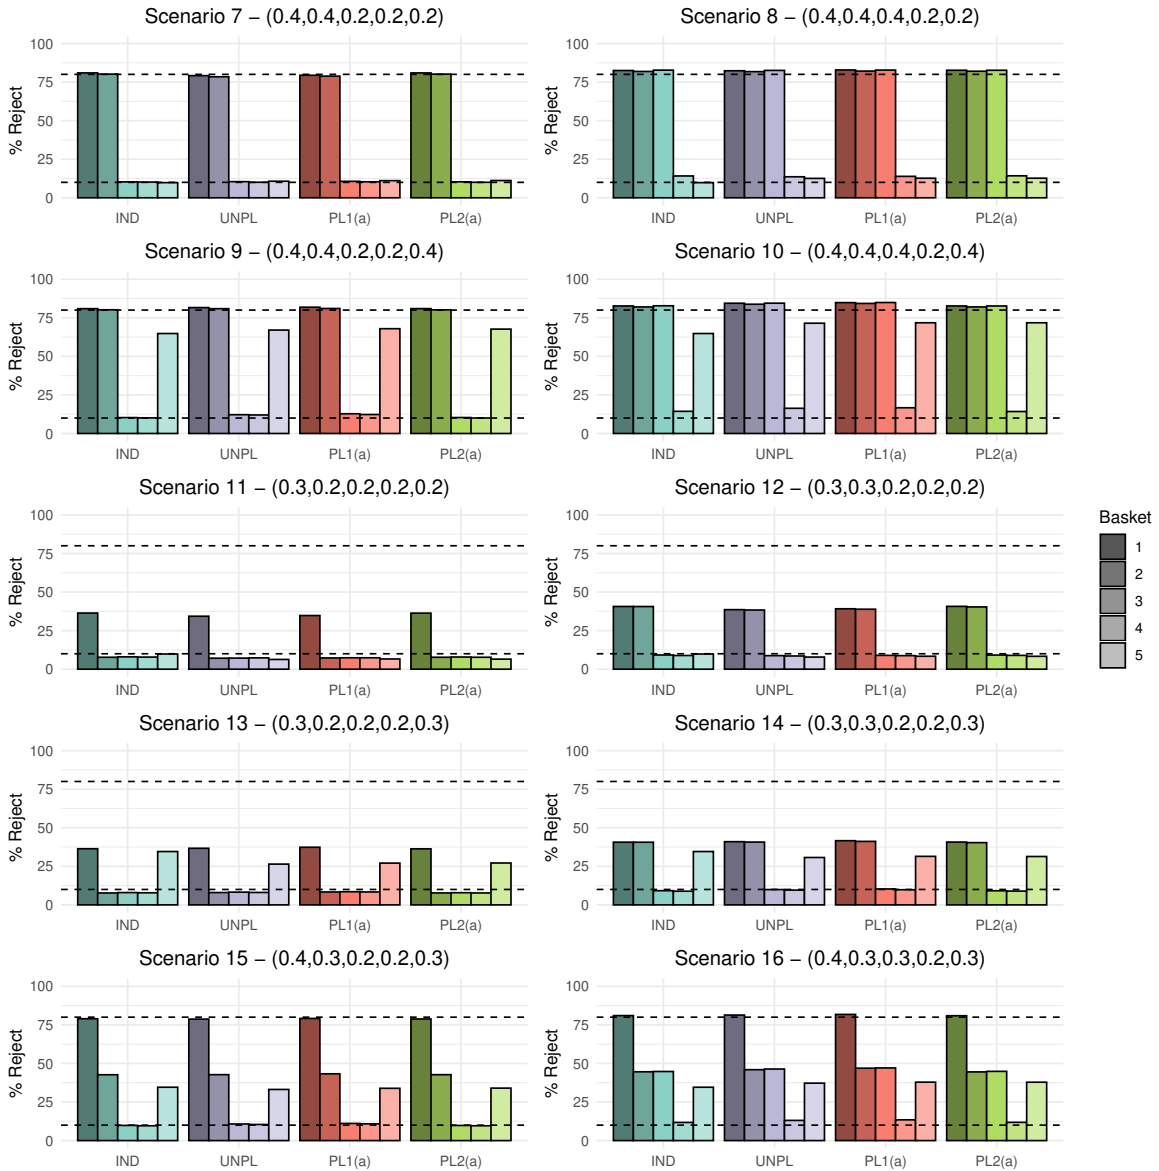 Scenario 7 – (0.4,0.4,0.2,0.2,0.2)
% Reject
100
75
50
25
0
IND UNPL PL1(a) PL2(a)
Scenario 8 – (0.4,0.4,0.4,0.2,0.2)
% Reject
100
75
50
25
0
IND UNPL PL1(a) PL2(a)
Scenario 9 – (0.4,0.4,0.2,0.2,0.4)
% Reject
100
75
50
25
0
IND UNPL PL1(a) PL2(a)
Scenario 10 – (0.4,0.4,0.4,0.2,0.4)
% Reject
100
75
50
25
0
IND UNPL PL1(a) PL2(a)
Scenario 11 – (0.3,0.2,0.2,0.2,0.2)
% Reject
100
75
50
25
0
IND UNPL PL1(a) PL2(a)
Scenario 12 – (0.3,0.3,0.2,0.2,0.2)
% Reject
100
75
50
25
0
IND UNPL PL1(a) PL2(a)
Scenario 13 – (0.3,0.2,0.2,0.2,0.3)
% Reject
100
75
50
25
0
IND UNPL PL1(a) PL2(a)
Scenario 14 – (0.3,0.3,0.2,0.2,0.3)
% Reject
100
75
50
25
0
IND UNPL PL1(a) PL2(a)
Scenario 15 – (0.4,0.3,0.2,0.2,0.3)
% Reject
100
75
50
25
0
IND UNPL PL1(a) PL2(a)
Scenario 16 – (0.4,0.3,0.3,0.2,0.3)
% Reject
100
75
50
25
0
IND UNPL PL1(a) PL2(a)
Basket
1
2
3
4
5